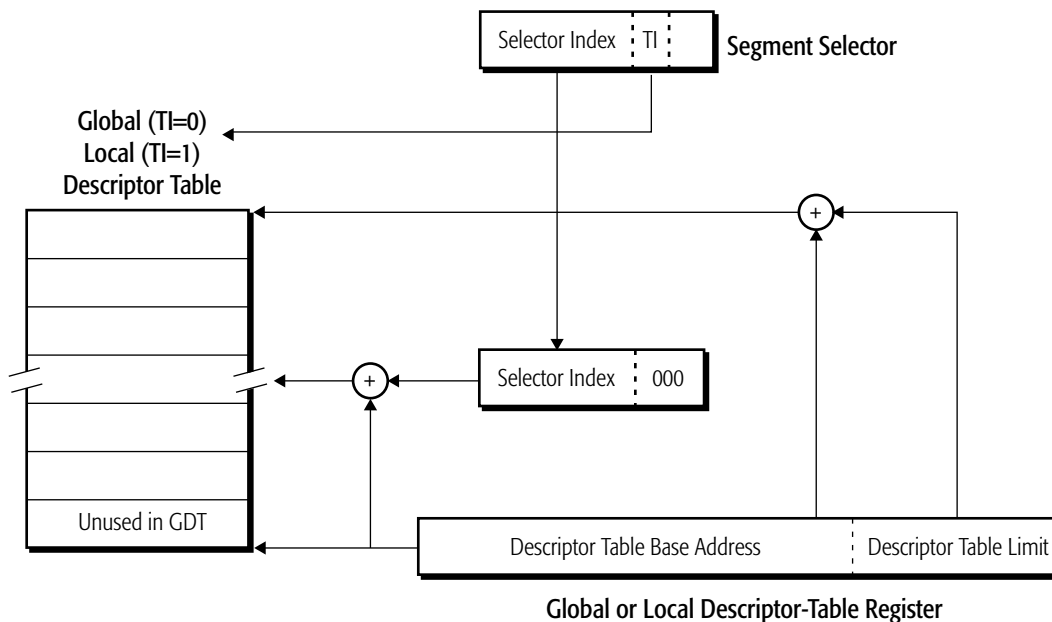 Selector Index TI
Segment Selector
Global (TI=0)
Local (TI=1)
Descriptor Table
+
+
Selector Index 000
Unused in GDT
Descriptor Table Base Address Descriptor Table Limit
Global or Local Descriptor-Table Register